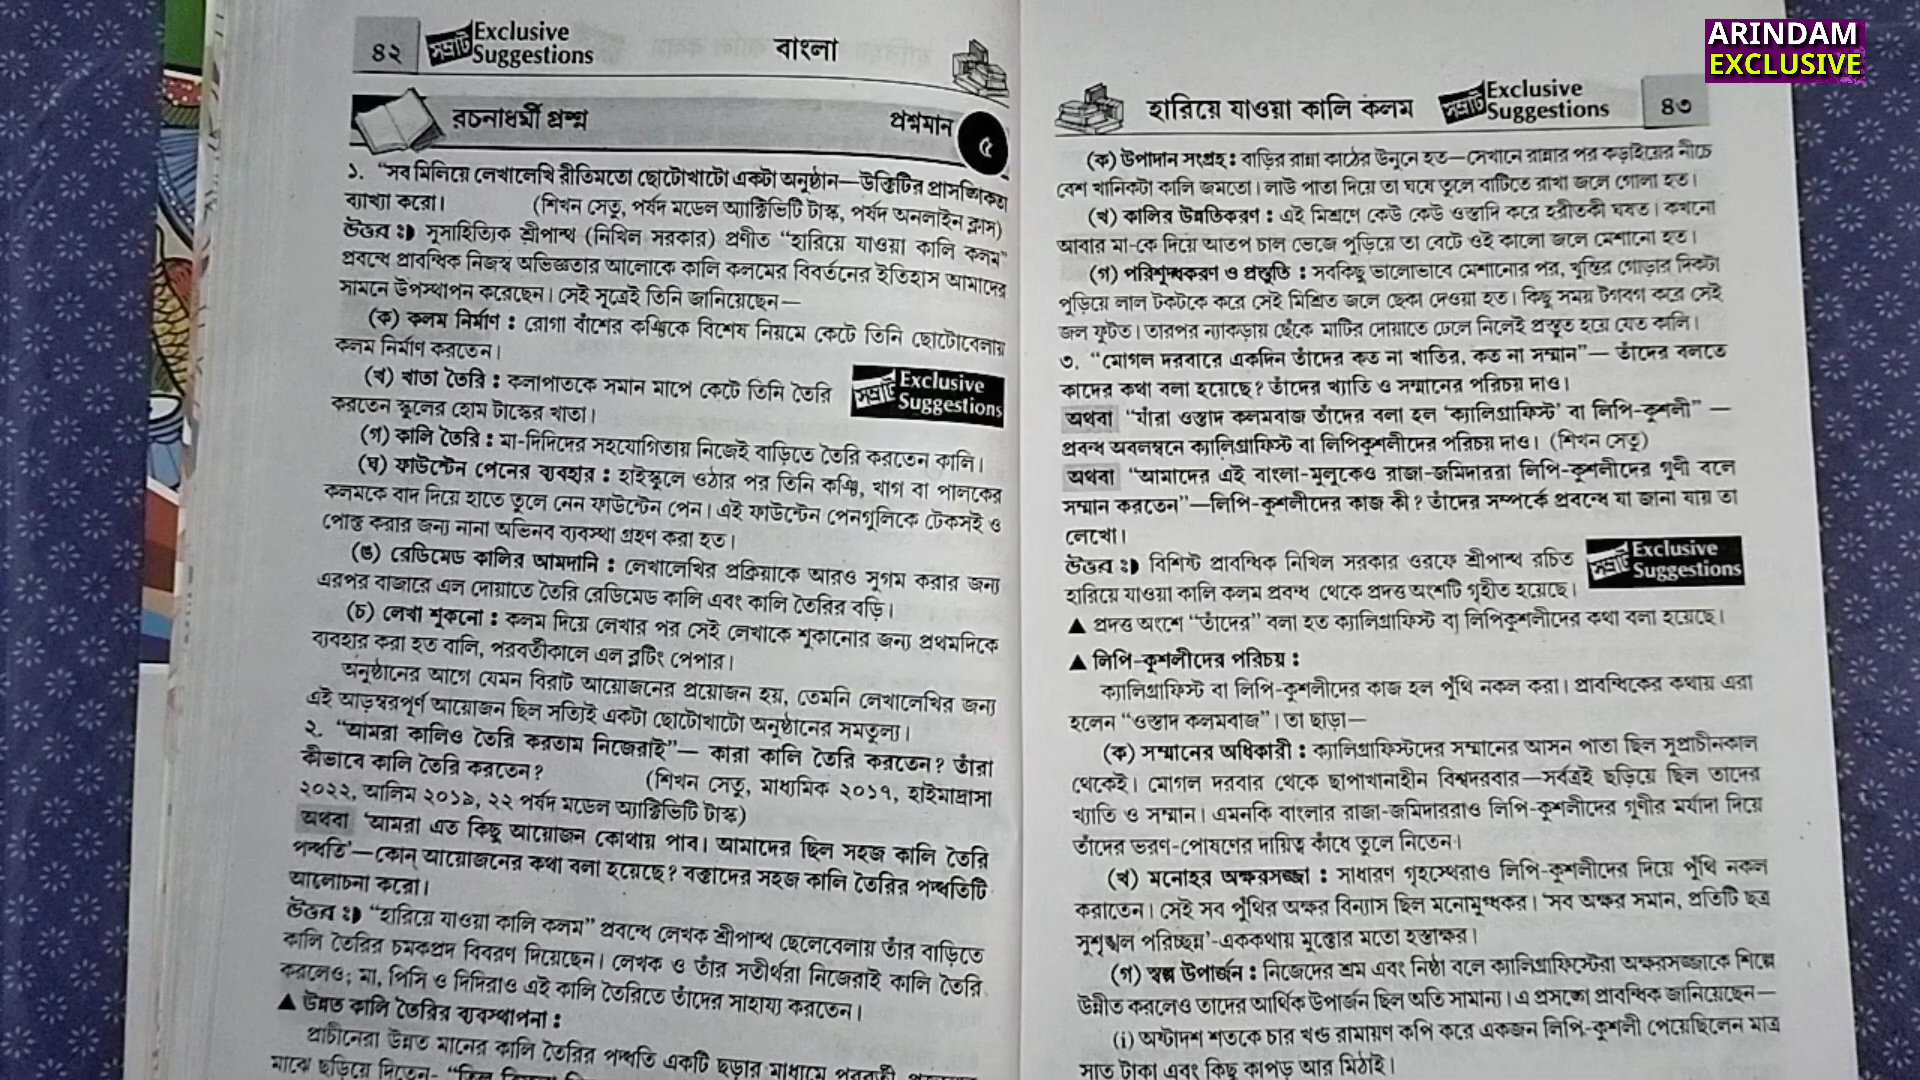 ARINDAM
EXCLUSIVE
৪২
সম্রাট Exclusive Suggestions
বাংলা
রচনাধর্মী প্রশ্ন
প্রশ্নমান ৫
১. “সব মিলিয়ে লেখালেখি রীতিমতো ছোটোখাটো একটা অনুষ্ঠান—উক্তিটির প্রাসঙ্গিকতা
ব্যাখ্যা করো। (শিখন সেতু, পর্ষদ মডেল অ্যাক্টিভিটি টাস্ক, পর্ষদ অনলাইন ক্লাস)
উত্তর : সুসাহিত্যিক শ্রীপান্থ (নিখিল সরকার) প্রণীত “হারিয়ে যাওয়া কালি কলম”
প্রবন্ধে প্রাবন্ধিক নিজস্ব অভিজ্ঞতার আলোকে কালি কলমের বিবর্তনের ইতিহাস আমাদের
সামনে উপস্থাপন করেছেন। সেই সূত্রেই তিনি জানিয়েছেন—
(ক) কলম নির্মাণ : রোগা বাঁশের কঞ্চিকে বিশেষ নিয়মে কেটে তিনি ছোটোবেলায়
কলম নির্মাণ করতেন।
(খ) খাতা তৈরি : কলাপাতকে সমান মাপে কেটে তিনি তৈরি
করতেন স্কুলের হোম টাস্কের খাতা।
সম্রাট Exclusive Suggestions
(গ) কালি তৈরি : মা-দিদিদের সহযোগিতায় নিজেই বাড়িতে তৈরি করতেন কালি।
(ঘ) ফাউন্টেন পেনের ব্যবহার : হাইস্কুলে ওঠার পর তিনি কঞ্চি, খাগ বা পালকের
কলমকে বাদ দিয়ে হাতে তুলে নেন ফাউন্টেন পেন। এই ফাউন্টেন পেনগুলিকে টেকসই ও
পোক্ত করার জন্য নানা অভিনব ব্যবস্থা গ্রহণ করা হত।
(ঙ) রেডিমেড কালির আমদানি : লেখালেখির প্রক্রিয়াকে আরও সুগম করার জন্য
এরপর বাজারে এল দোয়াতে তৈরি রেডিমেড কালি এবং কালি তৈরির বড়ি।
(চ) লেখা শুকনো : কলম দিয়ে লেখার পর সেই লেখাকে শুকানোর জন্য প্রথমদিকে
ব্যবহার করা হত বালি, পরবর্তীকালে এল ব্লটিং পেপার।
অনুষ্ঠানের আগে যেমন বিরাট আয়োজনের প্রয়োজন হয়, তেমনি লেখালেখির জন্য
এই আড়ম্বরপূর্ণ আয়োজন ছিল সত্যিই একটা ছোটোখাটো অনুষ্ঠানের সমতুল্য।
২. “আমরা কালিও তৈরি করতাম নিজেরাই”— কারা কালি তৈরি করতেন? তাঁরা
কীভাবে কালি তৈরি করতেন? (শিখন সেতু, মাধ্যমিক ২০১৭, হাইমাদ্রাসা
২০২২, আলিম ২০১৯, ২২ পর্ষদ মডেল অ্যাক্টিভিটি টাস্ক)
অথবা ‘আমরা এত কিছু আয়োজন কোথায় পাব। আমাদের ছিল সহজ কালি তৈরি
পদ্ধতি’—কোন্ আয়োজনের কথা বলা হয়েছে? বক্তাদের সহজ কালি তৈরির পদ্ধতিটি
আলোচনা করো।
উত্তর : “হারিয়ে যাওয়া কালি কলম” প্রবন্ধে লেখক শ্রীপান্থ ছেলেবেলায় তাঁর বাড়িতে
কালি তৈরির চমকপ্রদ বিবরণ দিয়েছেন। লেখক ও তাঁর সতীর্থরা নিজেরাই কালি তৈরি
করলেও; মা, পিসি ও দিদিরাও এই কালি তৈরিতে তাঁদের সাহায্য করতেন।
▲ উন্নত কালি তৈরির ব্যবস্থাপনা :
প্রাচীনেরা উন্নত মানের কালি তৈরির পদ্ধতি একটি ছড়ার মাধ্যমে পরবর্তী
মাঝে ছড়িয়ে দিতেন-
হারিয়ে যাওয়া কালি কলম
সম্রাট Exclusive Suggestions
৪৩
(ক) উপাদান সংগ্রহ : বাড়ির রান্না কাঠের উনুনে হত—সেখানে রান্নার পর কড়াইয়ের নীচে
বেশ খানিকটা কালি জমতো। লাউ পাতা দিয়ে তা ঘষে তুলে বাটিতে রাখা জলে গোলা হত।
(খ) কালির উন্নতিকরণ : এই মিশ্রণে কেউ কেউ ওস্তাদি করে হরীতকী ঘষত। কখনো
আবার মা-কে দিয়ে আতপ চাল ভেজে পুড়িয়ে তা বেটে ওই কালো জলে মেশানো হত।
(গ) পরিশুদ্ধকরণ ও প্রস্তুতি : সবকিছু ভালোভাবে মেশানোর পর, খুন্তির গোড়ার দিকটা
পুড়িয়ে লাল টকটকে করে সেই মিশ্রিত জলে ছেকা দেওয়া হত। কিছু সময় টগবগ করে সেই
জল ফুটত। তারপর ন্যাকড়ায় ছেঁকে মাটির দোয়াতে ঢেলে নিলেই প্রস্তুত হয়ে যেত কালি।
৩. “মোগল দরবারে একদিন তাঁদের কত না খাতির, কত না সম্মান”— তাঁদের বলতে
কাদের কথা বলা হয়েছে? তাঁদের খ্যাতি ও সম্মানের পরিচয় দাও।
অথবা “যাঁরা ওস্তাদ কলমবাজ তাঁদের বলা হল ‘ক্যালিগ্রাফিস্ট’ বা লিপি-কুশলী” —
প্রবন্ধ অবলম্বনে ক্যালিগ্রাফিস্ট বা লিপিকুশলীদের পরিচয় দাও। (শিখন সেতু)
অথবা “আমাদের এই বাংলা-মুলুকেও রাজা-জমিদাররা লিপি-কুশলীদের গুণী বলে
সম্মান করতেন”—লিপি-কুশলীদের কাজ কী? তাঁদের সম্পর্কে প্রবন্ধে যা জানা যায় তা
লেখো।
উত্তর : বিশিষ্ট প্রাবন্ধিক নিখিল সরকার ওরফে শ্রীপান্থ রচিত
হারিয়ে যাওয়া কালি কলম প্রবন্ধ থেকে প্রদত্ত অংশটি গৃহীত হয়েছে।
সম্রাট Exclusive Suggestions
▲ প্রদত্ত অংশে “তাঁদের” বলা হত ক্যালিগ্রাফিস্ট বা লিপিকুশলীদের কথা বলা হয়েছে।
▲ লিপি-কুশলীদের পরিচয় :
ক্যালিগ্রাফিস্ট বা লিপি-কুশলীদের কাজ হল পুঁথি নকল করা। প্রাবন্ধিকের কথায় এরা
হলেন “ওস্তাদ কলমবাজ”। তা ছাড়া—
(ক) সম্মানের অধিকারী : ক্যালিগ্রাফিস্টদের সম্মানের আসন পাতা ছিল সুপ্রাচীনকাল
থেকেই। মোগল দরবার থেকে ছাপাখানাহীন বিশ্বদরবার—সর্বত্রই ছড়িয়ে ছিল তাদের
খ্যাতি ও সম্মান। এমনকি বাংলার রাজা-জমিদাররাও লিপি-কুশলীদের গুণীর মর্যাদা দিয়ে
তাঁদের ভরণ-পোষণের দায়িত্ব কাঁধে তুলে নিতেন।
(খ) মনোহর অক্ষরসজ্জা : সাধারণ গৃহস্থেরাও লিপি-কুশলীদের দিয়ে পুঁথি নকল
করাতেন। সেই সব পুঁথির অক্ষর বিন্যাস ছিল মনোমুগ্ধকর। ‘সব অক্ষর সমান, প্রতিটি ছত্র
সুশৃঙ্খল পরিচ্ছন্ন’-এককথায় মুক্তোর মতো হস্তাক্ষর।
(গ) স্বল্প উপার্জন : নিজেদের শ্রম এবং নিষ্ঠা বলে ক্যালিগ্রাফিস্টেরা অক্ষরসজ্জাকে শিল্পে
উন্নীত করলেও তাদের আর্থিক উপার্জন ছিল অতি সামান্য। এ প্রসঙ্গে প্রাবন্ধিক জানিয়েছেন—
(i) অষ্টাদশ শতকে চার খণ্ড রামায়ণ কপি করে একজন লিপি-কুশলী পেয়েছিলেন মাত্র
সাত টাকা এবং কিছু কাপড় আর মিঠাই।